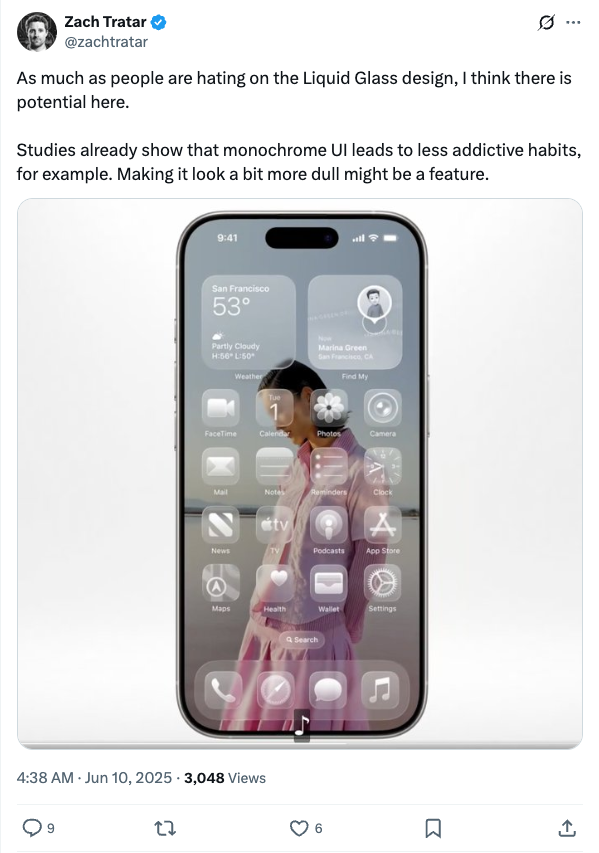 Zach Tratar
@zachtratar
As much as people are hating on the Liquid Glass design, I think there is
potential here.
Studies already show that monochrome UI leads to less addictive habits,
for example. Making it look a bit more dull might be a feature.
9:41
San Francisco
53°
Partly Cloudy
H:56° L:50°
Weather
Now
Marina Green
San Francisco, CA
Find My
FaceTime
Tue
1
Calendar
Photos
Camera
Mail
Notes
Reminders
Clock
News
tv
TV
Podcasts
App Store
Maps
Health
Wallet
Settings
Search
4:38 AM · Jun 10, 2025 · 3,048 Views
9
6